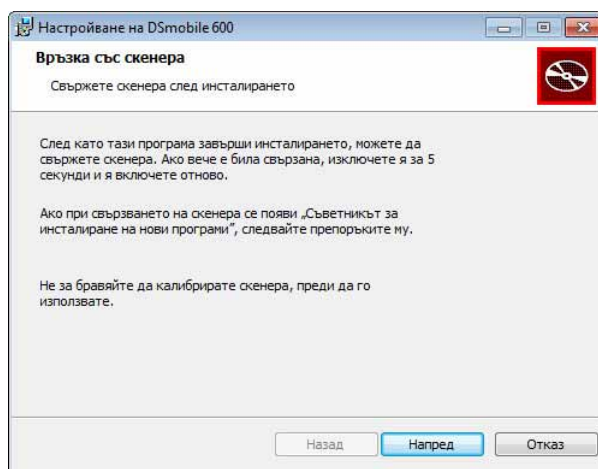 Настройване на DSmobile 600
Връзка със скенера
Свържете скенера след инсталирането
След като тази програма завърши инсталирането, можете да
свържете скенера. Ако вече е била свързана, изключете я за 5
секунди и я включете отново.
Ако при свързването на скенера се появи „Съветникът за
инсталиране на нови програми”, следвайте препоръките му.
Не за бравяйте да калибрирате скенера, преди да го
използвате.
Назад
Напред
Отказ